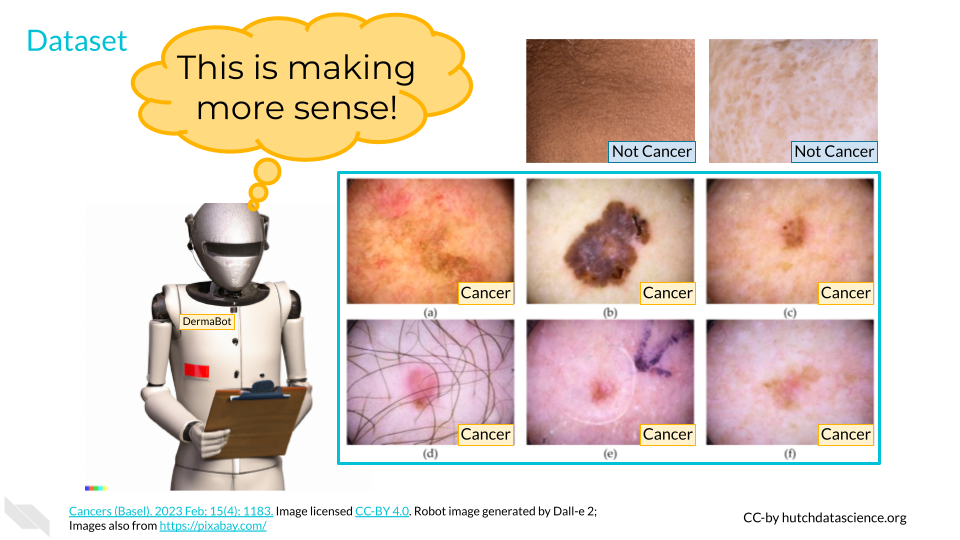 Dataset
This is making
more sense!
Not Cancer
Not Cancer
Cancer
Cancer
Cancer
(a)
(b)
(c)
DermaBot
Cancer
Cancer
Cancer
(d)
(e)
(f)
Cancers (Basel). 2023 Feb; 15(4): 1183. Image licensed CC-BY 4.0. Robot image generated by Dall-e 2;
Images also from https://pixabay.com/
CC-by hutchdatascience.org